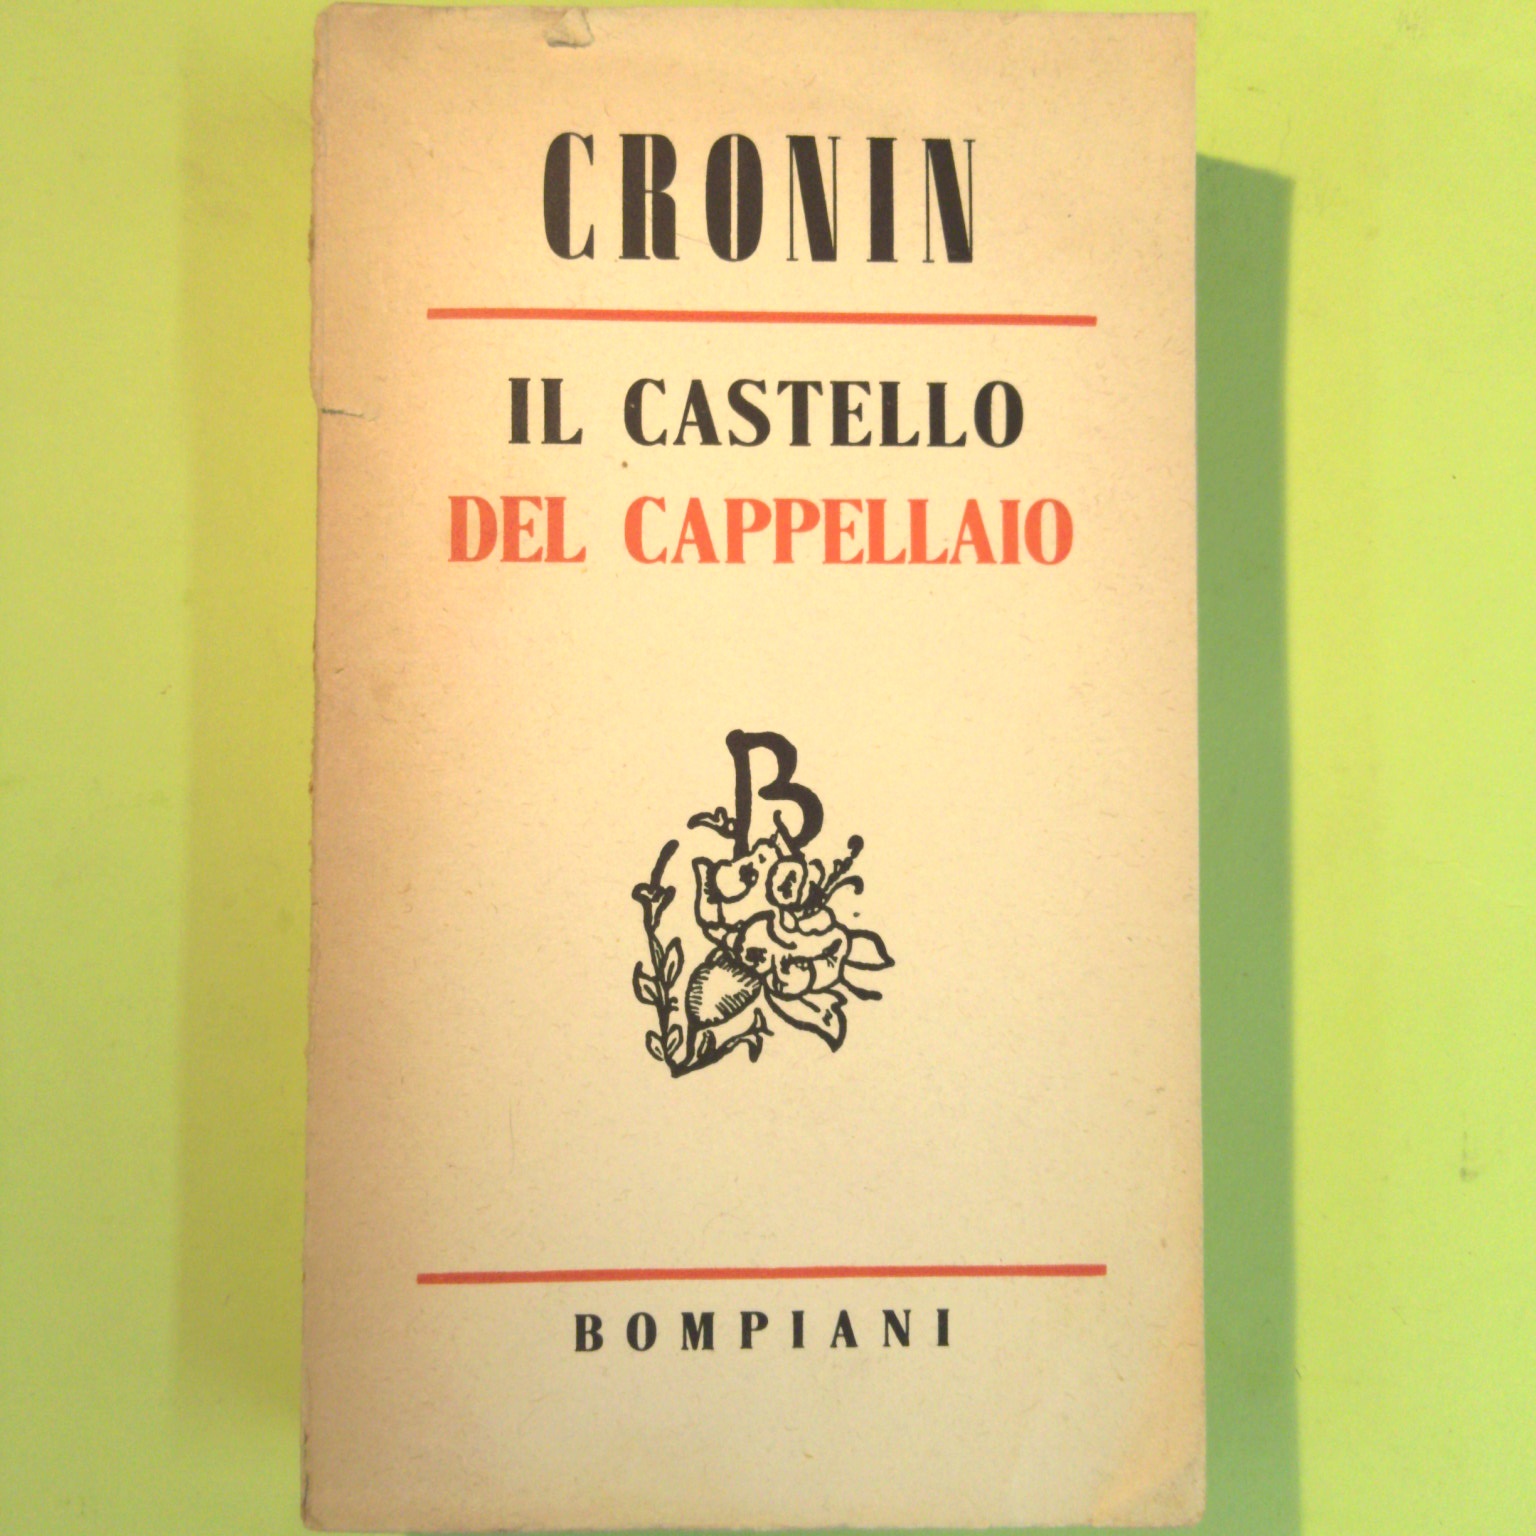 CRONIN
IL CASTELLO
DEL CAPPELLAIO
B
BOMPIANI